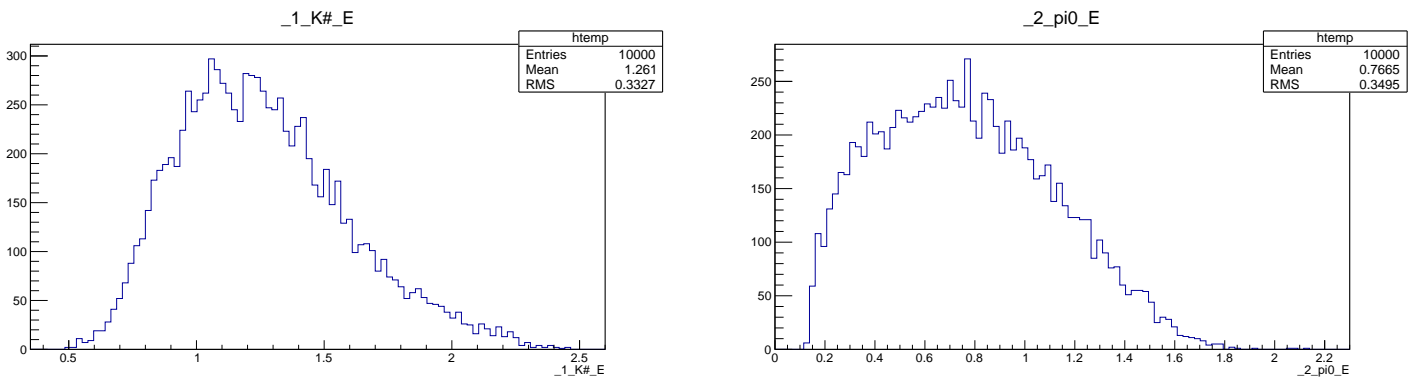 _1_K#_E
htemp
Entries 10000
Mean 1.261
RMS 0.3327
300
250
200
150
100
50
0
0.5 1 1.5 2 2.5
_1_K#_E
_2_pi0_E
htemp
Entries 10000
Mean 0.7665
RMS 0.3495
250
200
150
100
50
0
0 0.2 0.4 0.6 0.8 1 1.2 1.4 1.6 1.8 2 2.2
_2_pi0_E